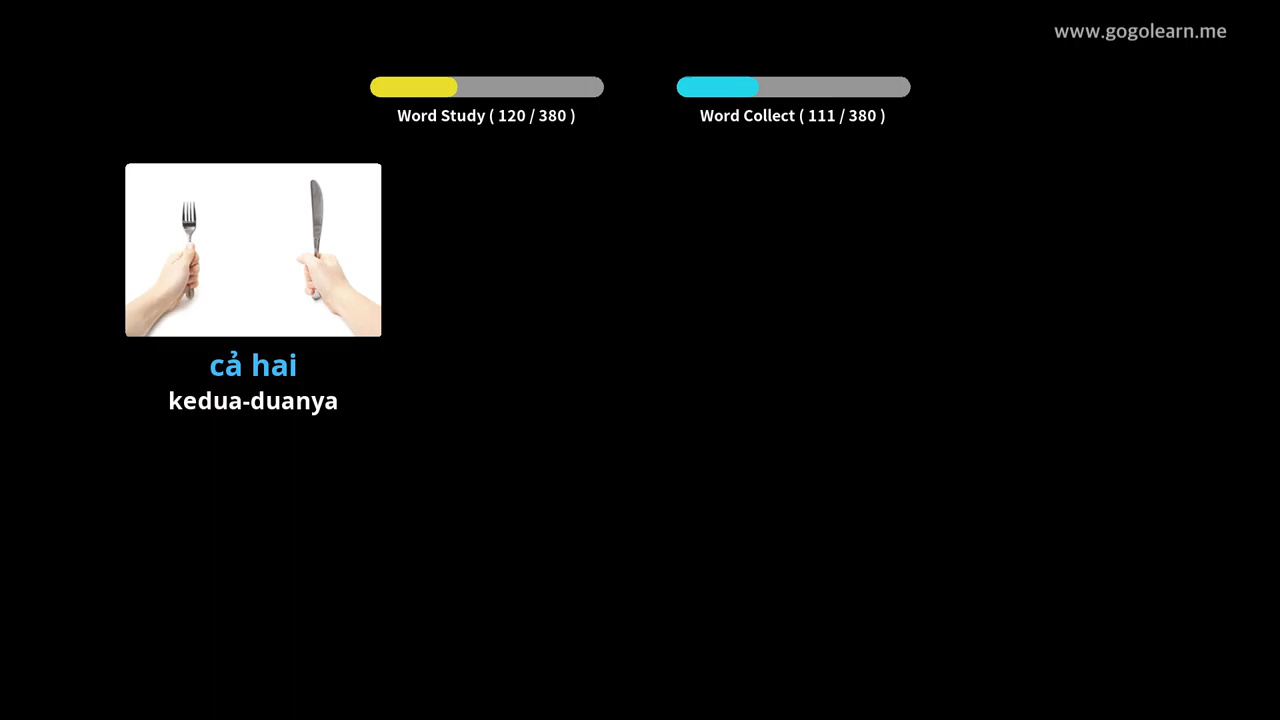 www.gogolearn.me
Word Study ( 120 / 380 )
Word Collect ( 111 / 380 )
cả hai
kedua-duanya